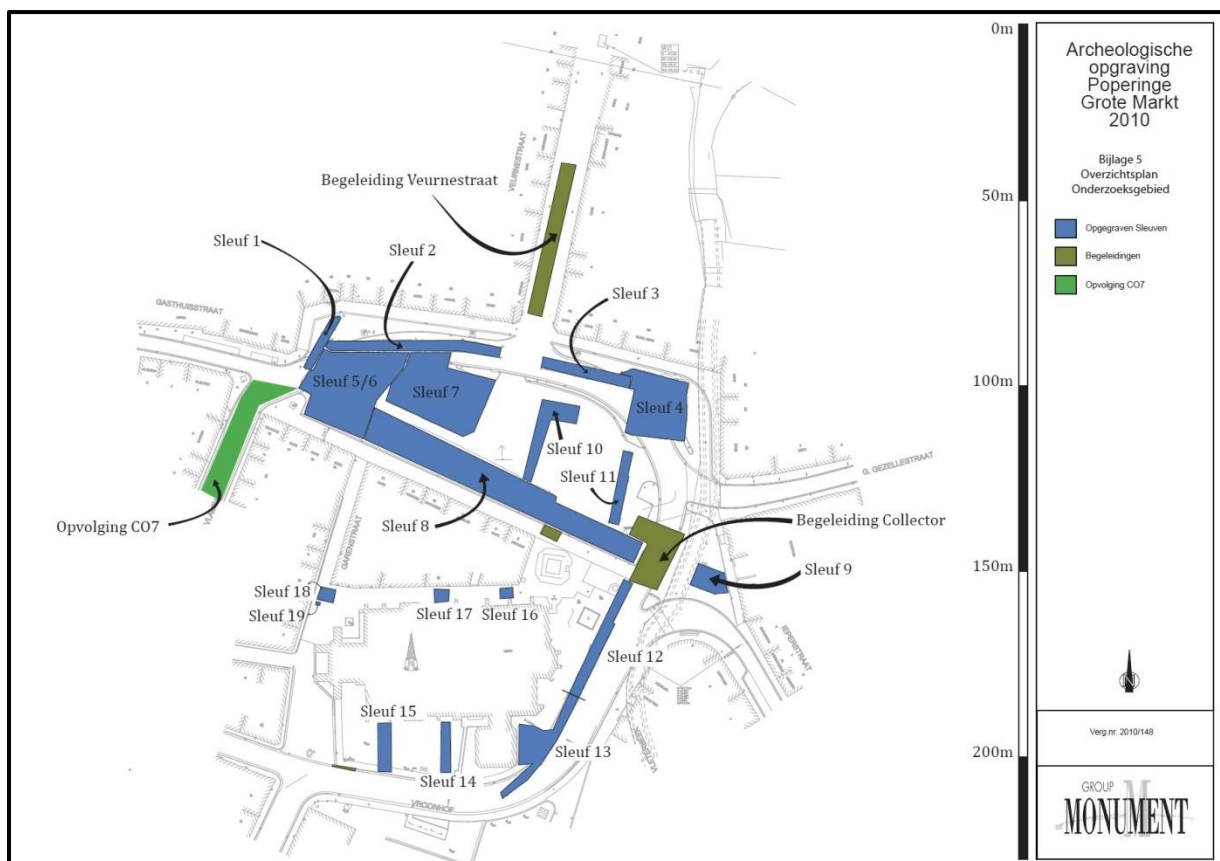 Begeleiding Veurnestraat
VEURNESTRAAT
Sleuf 1
Sleuf 2
Sleuf 3
GASTHUISSTRAAT
Sleuf 5/6
Sleuf 7
Sleuf 4
Sleuf 10
Sleuf 11
G. GEZELLESTRAAT
Opvolging CO7
Sleuf 8
GARENSTRAAT
Begeleiding Collector
Sleuf 9
Sleuf 18
Sleuf 19
Sleuf 17
Sleuf 16
IEPERSTRAAT
Sleuf 12
Sleuf 15
Sleuf 14
Sleuf 13
VROONHOF
N
0m
50m
100m
150m
200m
Archeologische
opgraving
Poperinge
Grote Markt
2010
Bijlage 5
Overzichtsplan
Onderzoeksgebied
Opgegraven Sleuven
Begeleidingen
Opvolging CO7
N
Verg.nr. 2010/148
GROUP
M
MONUMENT